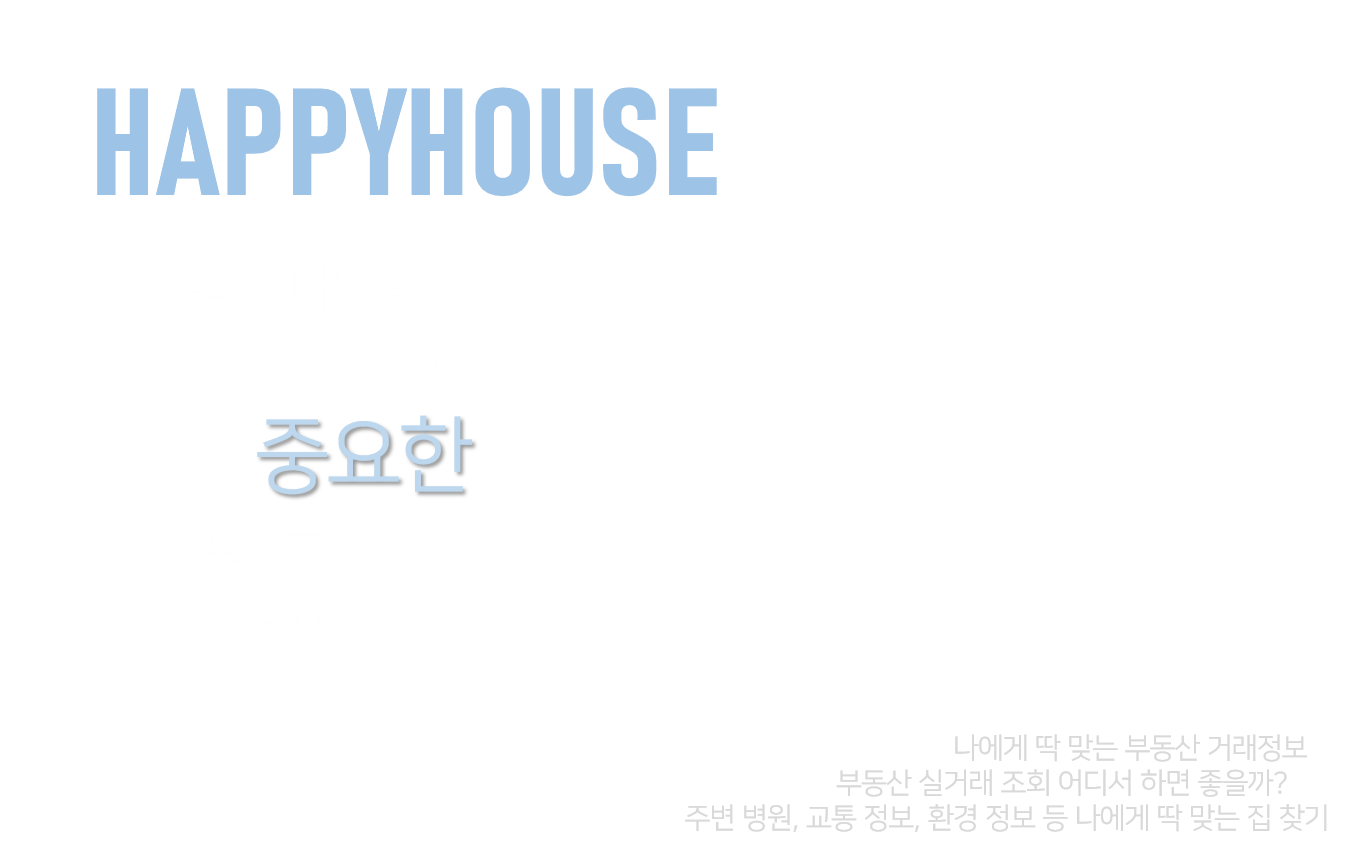 HAPPYHOUSE
중요한
나에게 딱 맞는 부동산 거래정보
부동산 실거래 조회 어디서 하면 좋을까?
주변 병원, 교통 정보, 환경 정보 등 나에게 딱 맞는 집 찾기